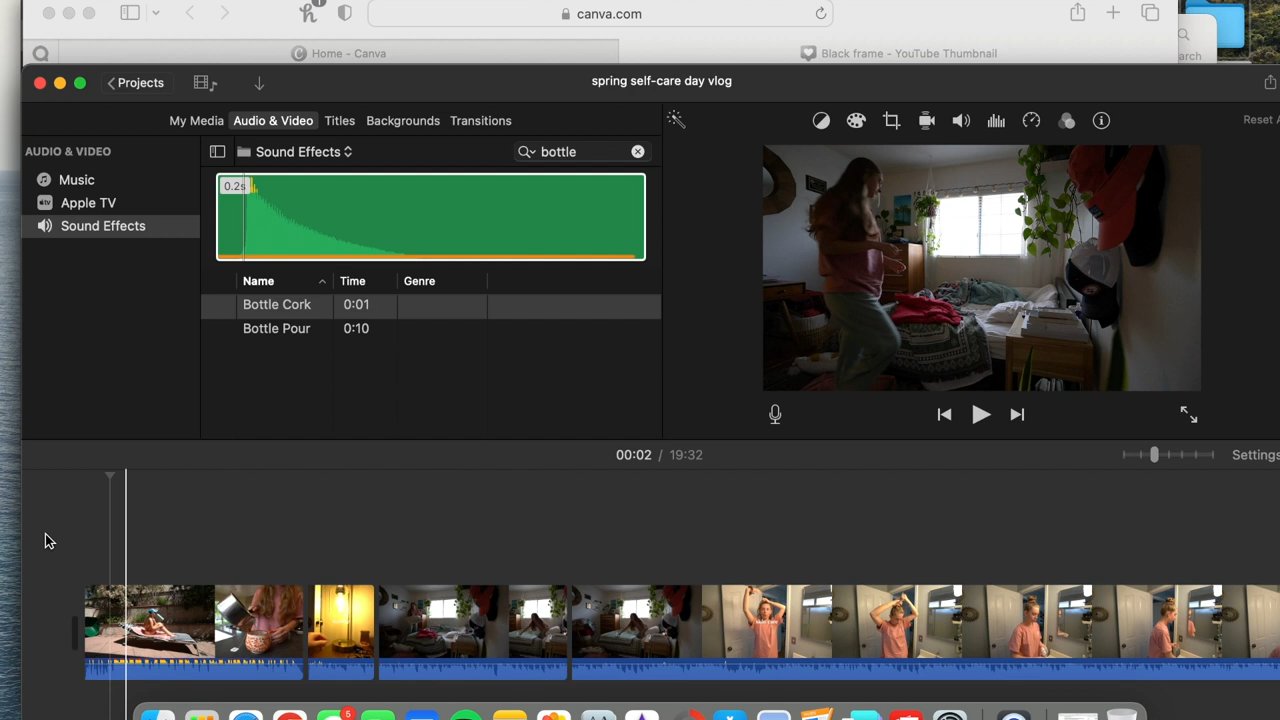 canva.com
Home – Canva
Black frame – YouTube Thumbnail
arch
Projects
spring self-care day vlog
My Media Audio & Video Titles Backgrounds Transitions
Reset A
AUDIO & VIDEO
Sound Effects
bottle
Music
Apple TV
Sound Effects
0.2s
Name Time Genre
Bottle Cork 0:01
Bottle Pour 0:10
00:02 / 19:32
Settings
5